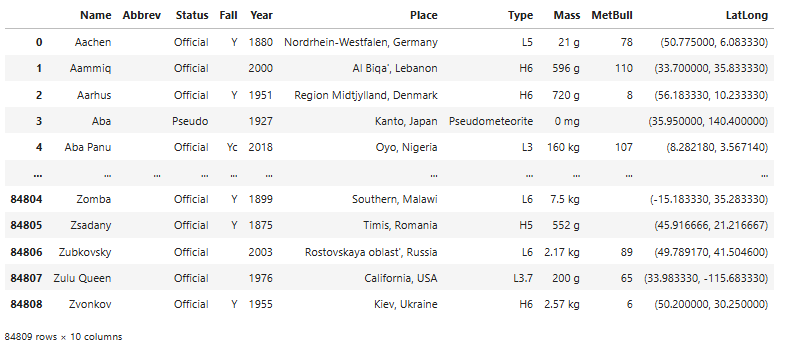 Name Abbrev Status Fall Year Place Type Mass MetBull LatLong
0 Aachen Official Y 1880 Nordrhein-Westfalen, Germany L5 21 g 78 (50.775000, 6.083330)
1 Aammiq Official 2000 Al Biqa', Lebanon H6 596 g 110 (33.700000, 35.833330)
2 Aarhus Official Y 1951 Region Midtjylland, Denmark H6 720 g 8 (56.183330, 10.233330)
3 Aba Pseudo 1927 Kanto, Japan Pseudometeorite 0 mg (35.950000, 140.400000)
4 Aba Panu Official Yc 2018 Oyo, Nigeria L3 160 kg 107 (8.282180, 3.567140)
... ... ... ... ... ... ... ... ... ... ...
84804 Zomba Official Y 1899 Southern, Malawi L6 7.5 kg (-15.183330, 35.283330)
84805 Zsadany Official Y 1875 Timis, Romania H5 552 g (45.916666, 21.216667)
84806 Zubkovsky Official 2003 Rostovskaya oblast', Russia L6 2.17 kg 89 (49.789170, 41.504600)
84807 Zulu Queen Official 1976 California, USA L3.7 200 g 65 (33.983330, -115.683330)
84808 Zvonkov Official Y 1955 Kiev, Ukraine H6 2.57 kg 6 (50.200000, 30.250000)
84809 rows × 10 columns